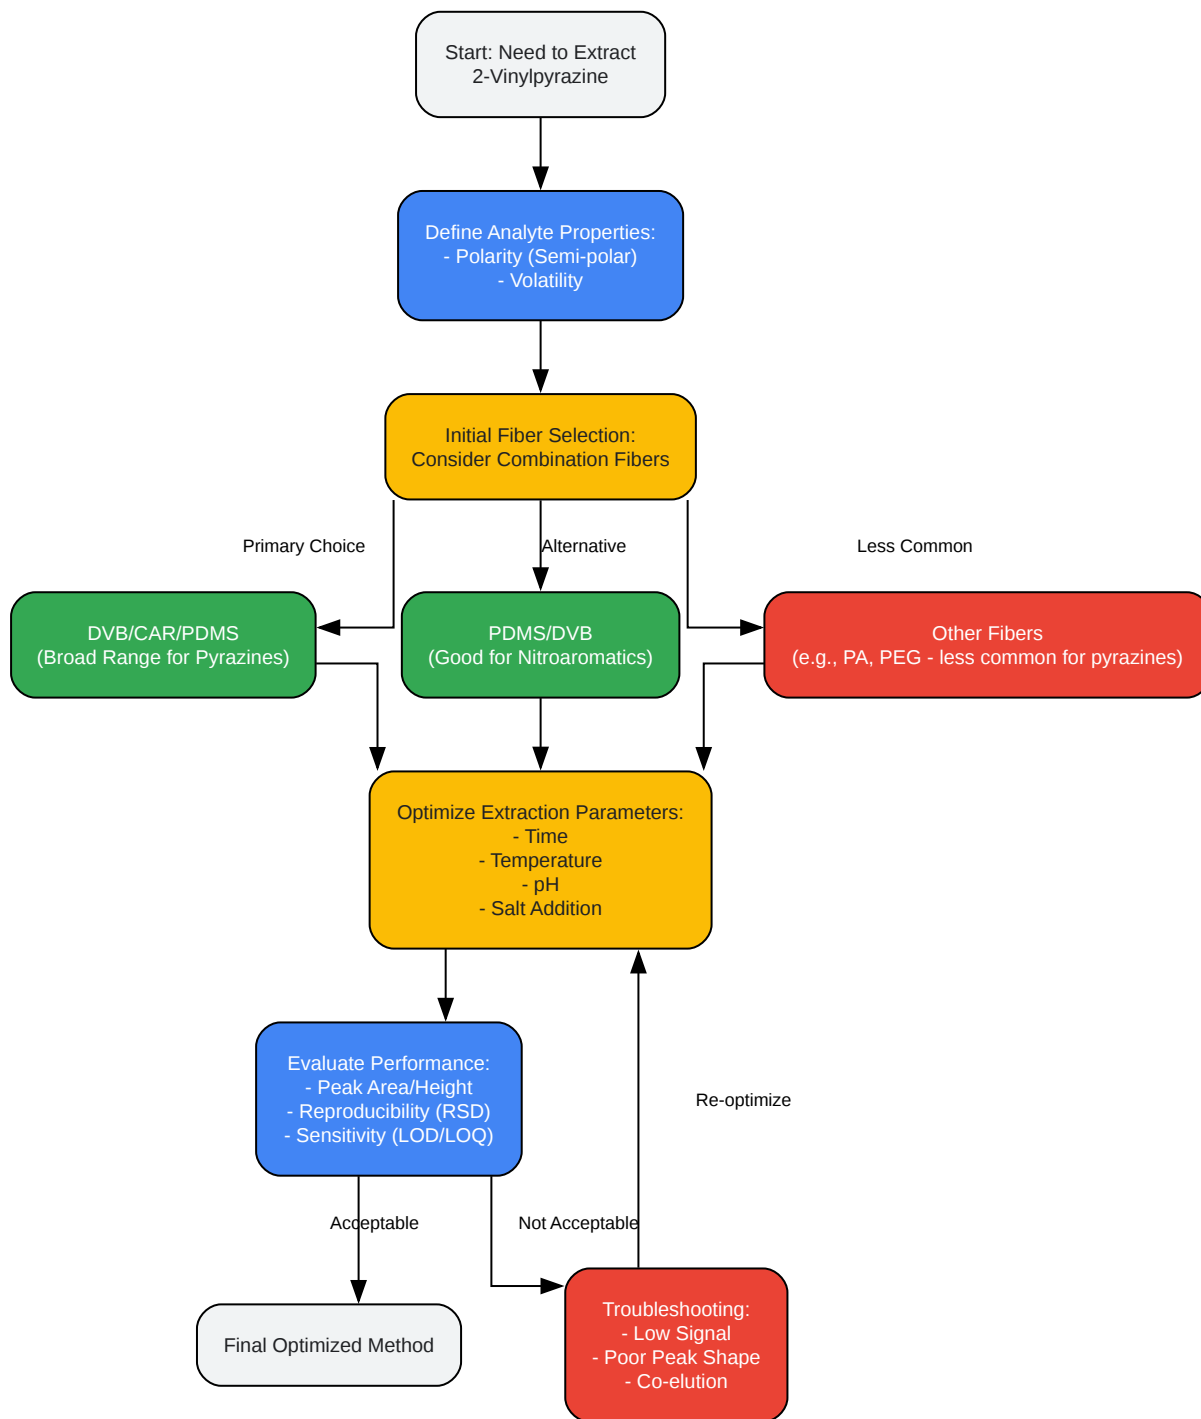 Start: Need to Extract
2-Vinylpyrazine
Define Analyte Properties:
- Polarity (Semi-polar)
- Volatility
Initial Fiber Selection:
Consider Combination Fibers
Primary Choice
Alternative
Less Common
DVB/CAR/PDMS
(Broad Range for Pyrazines)
PDMS/DVB
(Good for Nitroaromatics)
Other Fibers
(e.g., PA, PEG - less common for pyrazines)
Optimize Extraction Parameters:
- Time
- Temperature
- pH
- Salt Addition
Evaluate Performance:
- Peak Area/Height
- Reproducibility (RSD)
- Sensitivity (LOD/LOQ)
Re-optimize
Acceptable
Not Acceptable
Final Optimized Method
Troubleshooting:
- Low Signal
- Poor Peak Shape
- Co-elution